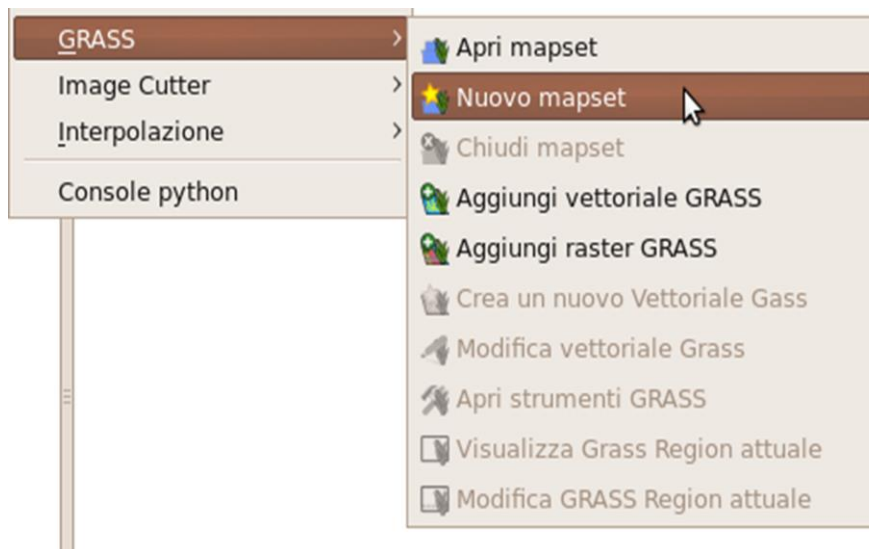 GRASS
Image Cutter
Interpolazione
Console python
Apri mapset
Nuovo mapset
Chiudi mapset
Aggiungi vettoriale GRASS
Aggiungi raster GRASS
Crea un nuovo Vettoriale Gass
Modifica vettoriale Grass
Apri strumenti GRASS
Visualizza Grass Region attuale
Modifica GRASS Region attuale